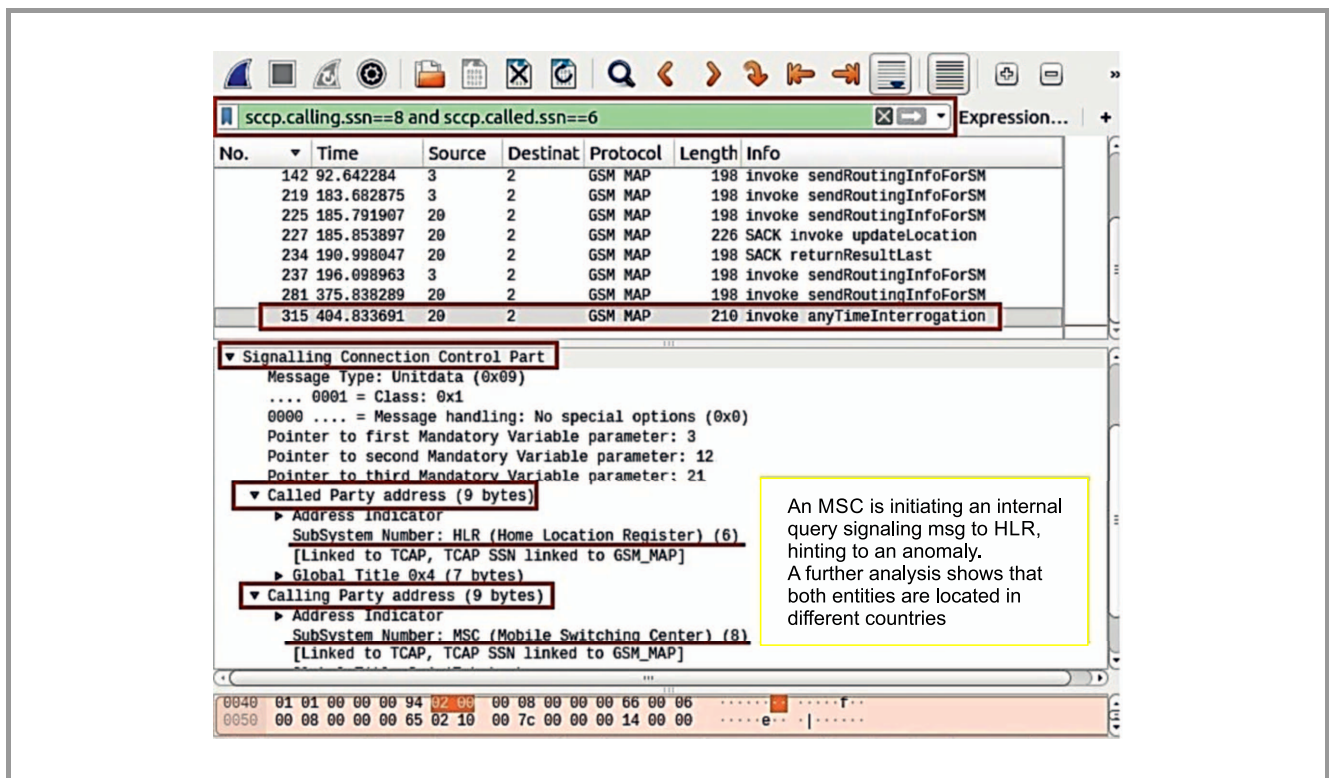 »
sccp.calling.ssn==8 and sccp.called.ssn==6 Expression... +
No. Time Source Destinat Protocol Length Info
142 92.642284 3 2 GSM MAP 198 invoke sendRoutingInfoForSM
219 183.682875 3 2 GSM MAP 198 invoke sendRoutingInfoForSM
225 185.791907 20 2 GSM MAP 198 invoke sendRoutingInfoForSM
227 185.853897 20 2 GSM MAP 226 SACK invoke updateLocation
234 190.998047 20 2 GSM MAP 198 SACK returnResultLast
237 196.098963 3 2 GSM MAP 198 invoke sendRoutingInfoForSM
281 375.838289 20 2 GSM MAP 198 invoke sendRoutingInfoForSM
315 404.833691 20 2 GSM MAP 210 invoke anyTimeInterrogation
Signalling Connection Control Part
Message Type: Unitdata (0x09)
.... 0001 = Class: 0x1
0000 .... = Message handling: No special options (0x0)
Pointer to first Mandatory Variable parameter: 3
Pointer to second Mandatory Variable parameter: 12
Pointer to third Mandatory Variable parameter: 21
Called Party address (9 bytes)
Address Indicator
SubSystem Number: HLR (Home Location Register) (6)
[Linked to TCAP, TCAP SSN linked to GSM_MAP]
Global Title 0x4 (7 bytes)
Calling Party address (9 bytes)
Address Indicator
SubSystem Number: MSC (Mobile Switching Center) (8)
[Linked to TCAP, TCAP SSN linked to GSM_MAP]
An MSC is initiating an internal
query signaling msg to HLR,
hinting to an anomaly.
A further analysis shows that
both entities are located in
different countries
0040 01 01 00 00 00 94 02 00 00 08 00 00 00 66 00 06 ········ ·····f··
0050 00 08 00 00 00 65 02 10 00 7c 00 00 00 14 00 00 ·····e·· ·|······